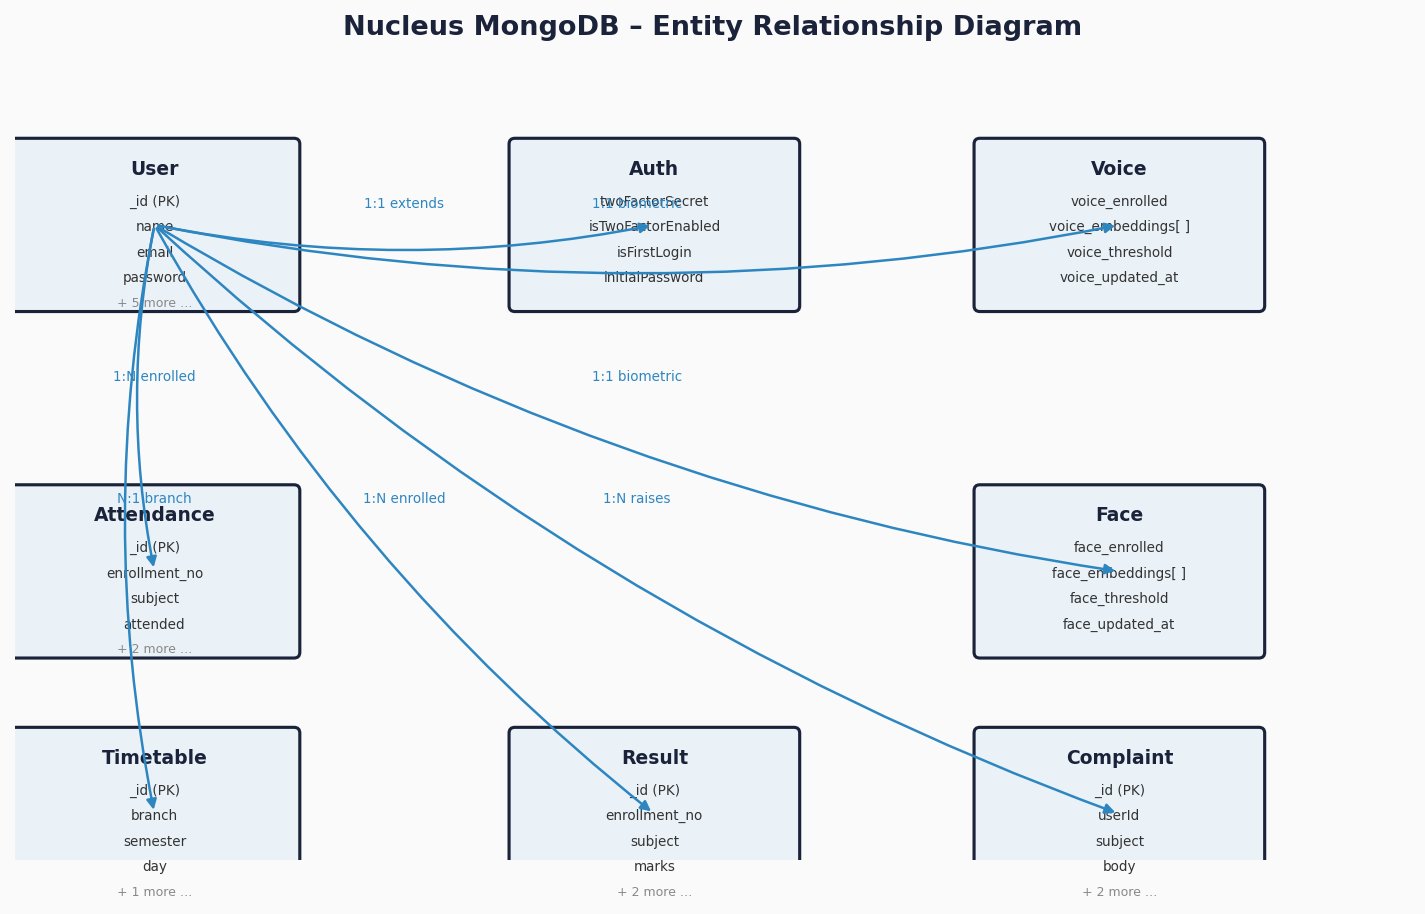 Nucleus MongoDB – Entity Relationship Diagram
User
_id (PK)
name
email
password
+ 5 more ...
1:1 extends
Auth
twoFactorSecret
1:1 biometric
isTwoFactorEnabled
isFirstLogin
initialPassword
Voice
voice_enrolled
voice_embeddings[ ]
voice_threshold
voice_updated_at
1:N enrolled
1:1 biometric
N:1 branch
1:N enrolled
1:N raises
Attendance
_id (PK)
enrollment_no
subject
attended
+ 2 more ...
Face
face_enrolled
face_embeddings[ ]
face_threshold
face_updated_at
Timetable
_id (PK)
branch
semester
day
+ 1 more ...
Result
_id (PK)
enrollment_no
subject
marks
+ 2 more ...
Complaint
_id (PK)
userId
subject
body
+ 2 more ...